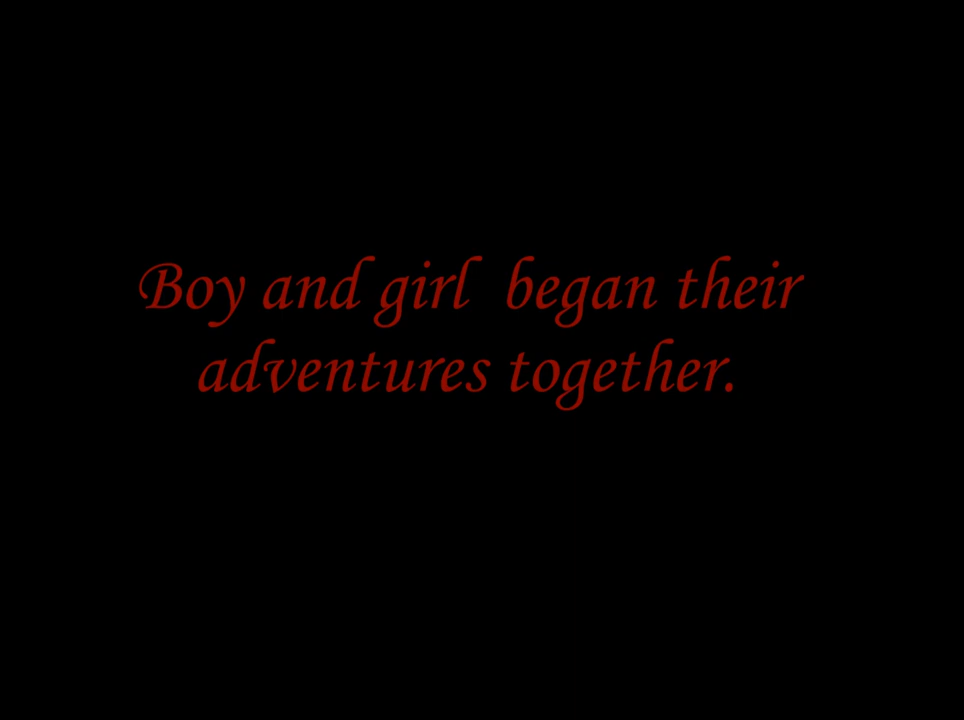 Boy and girl  began their
adventures together.